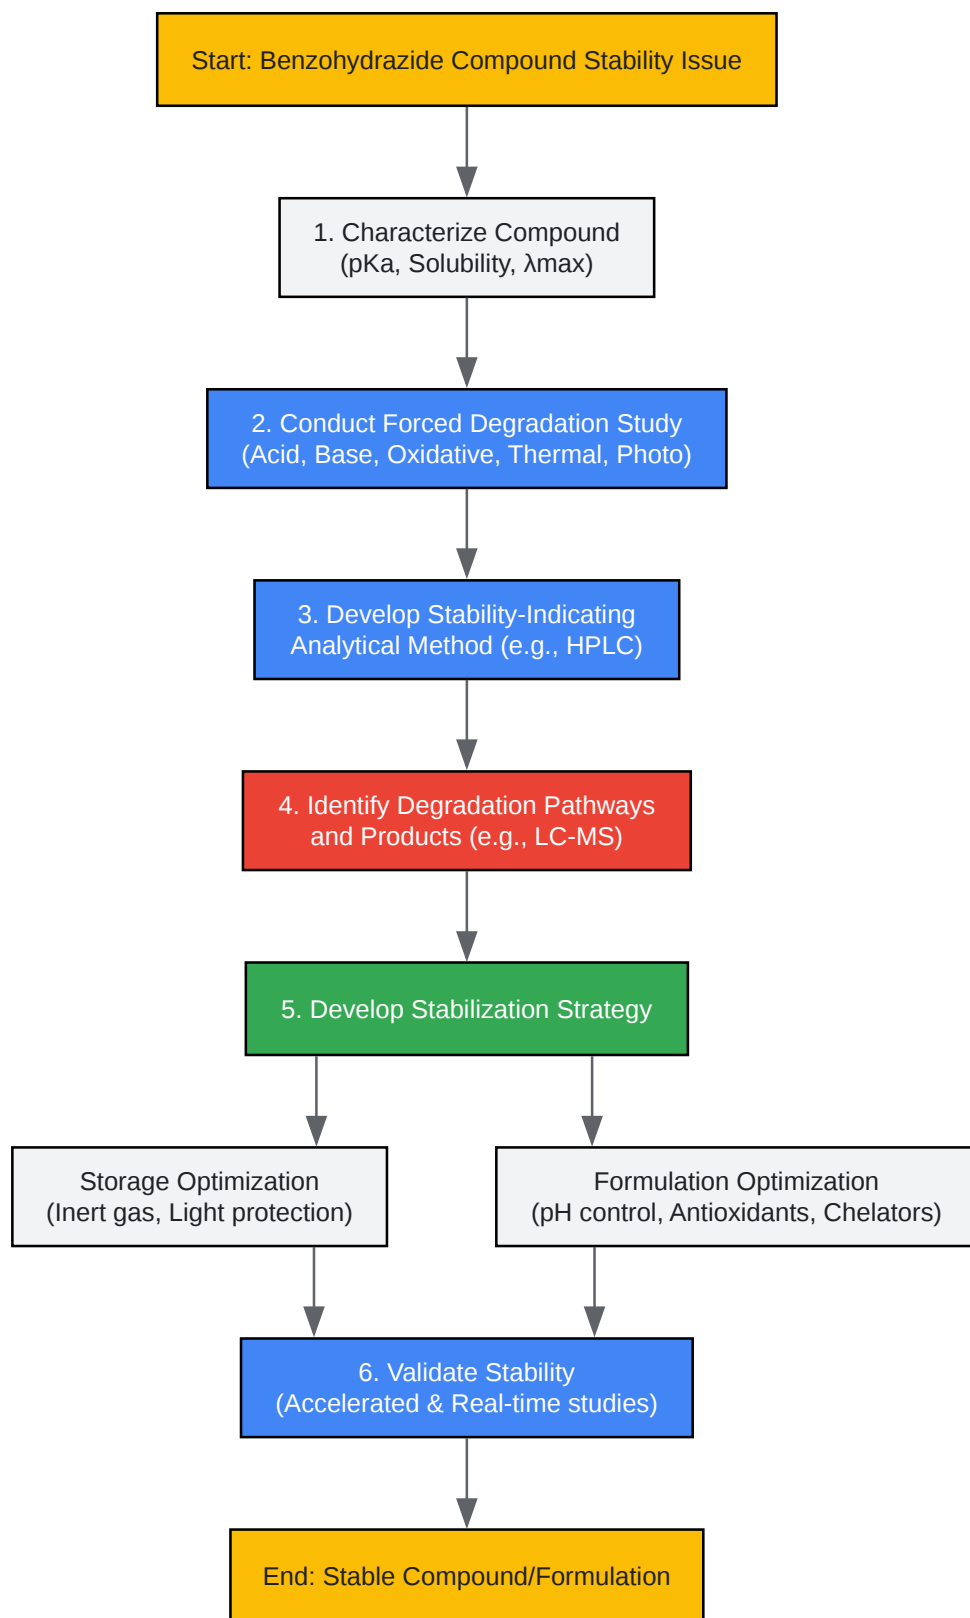 Start: Benzohydrazide Compound Stability Issue
1. Characterize Compound
(pKa, Solubility, λmax)
2. Conduct Forced Degradation Study
(Acid, Base, Oxidative, Thermal, Photo)
3. Develop Stability-Indicating
Analytical Method (e.g., HPLC)
4. Identify Degradation Pathways
and Products (e.g., LC-MS)
5. Develop Stabilization Strategy
Storage Optimization
(Inert gas, Light protection)
Formulation Optimization
(pH control, Antioxidants, Chelators)
6. Validate Stability
(Accelerated & Real-time studies)
End: Stable Compound/Formulation